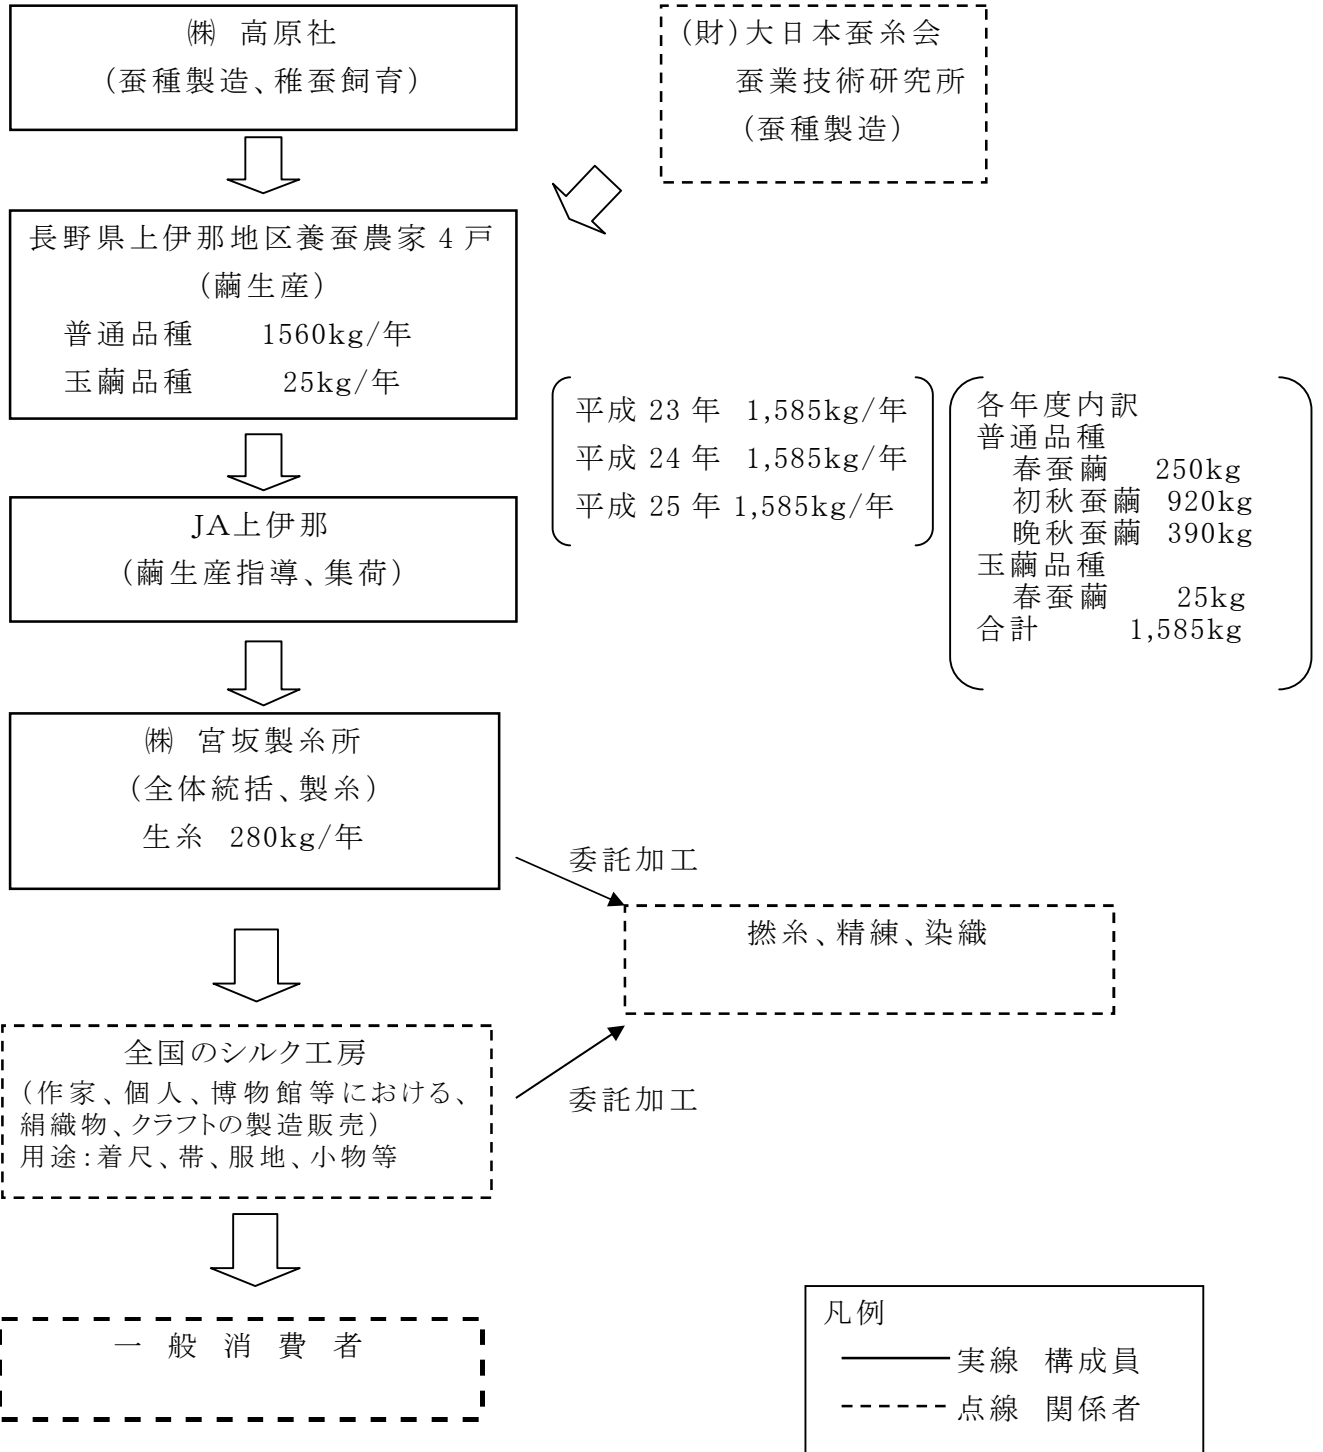 ㈱ 高原社
(蚕種製造、稚蚕飼育)
(財)大日本蚕糸会
蚕業技術研究所
(蚕種製造)
長野県上伊那地区養蚕農家 4 戸
(繭生産)
普通品種 1560kg/年
玉繭品種 25kg/年
平成 23 年 1,585kg/年
平成 24 年 1,585kg/年
平成 25 年 1,585kg/年
各年度内訳
普通品種
春蚕繭 250kg
初秋蚕繭 920kg
晩秋蚕繭 390kg
玉繭品種
春蚕繭 25kg
合計 1,585kg
JA上伊那
(繭生産指導、集荷)
㈱ 宮坂製糸所
(全体統括、製糸)
生糸 280kg/年
委託加工
撚糸、精練、染織
全国のシルク工房
(作家、個人、博物館等における、
絹織物、クラフトの製造販売)
用途:着尺、帯、服地、小物等
委託加工
一 般 消 費 者
凡例
実線 構成員
点線 関係者